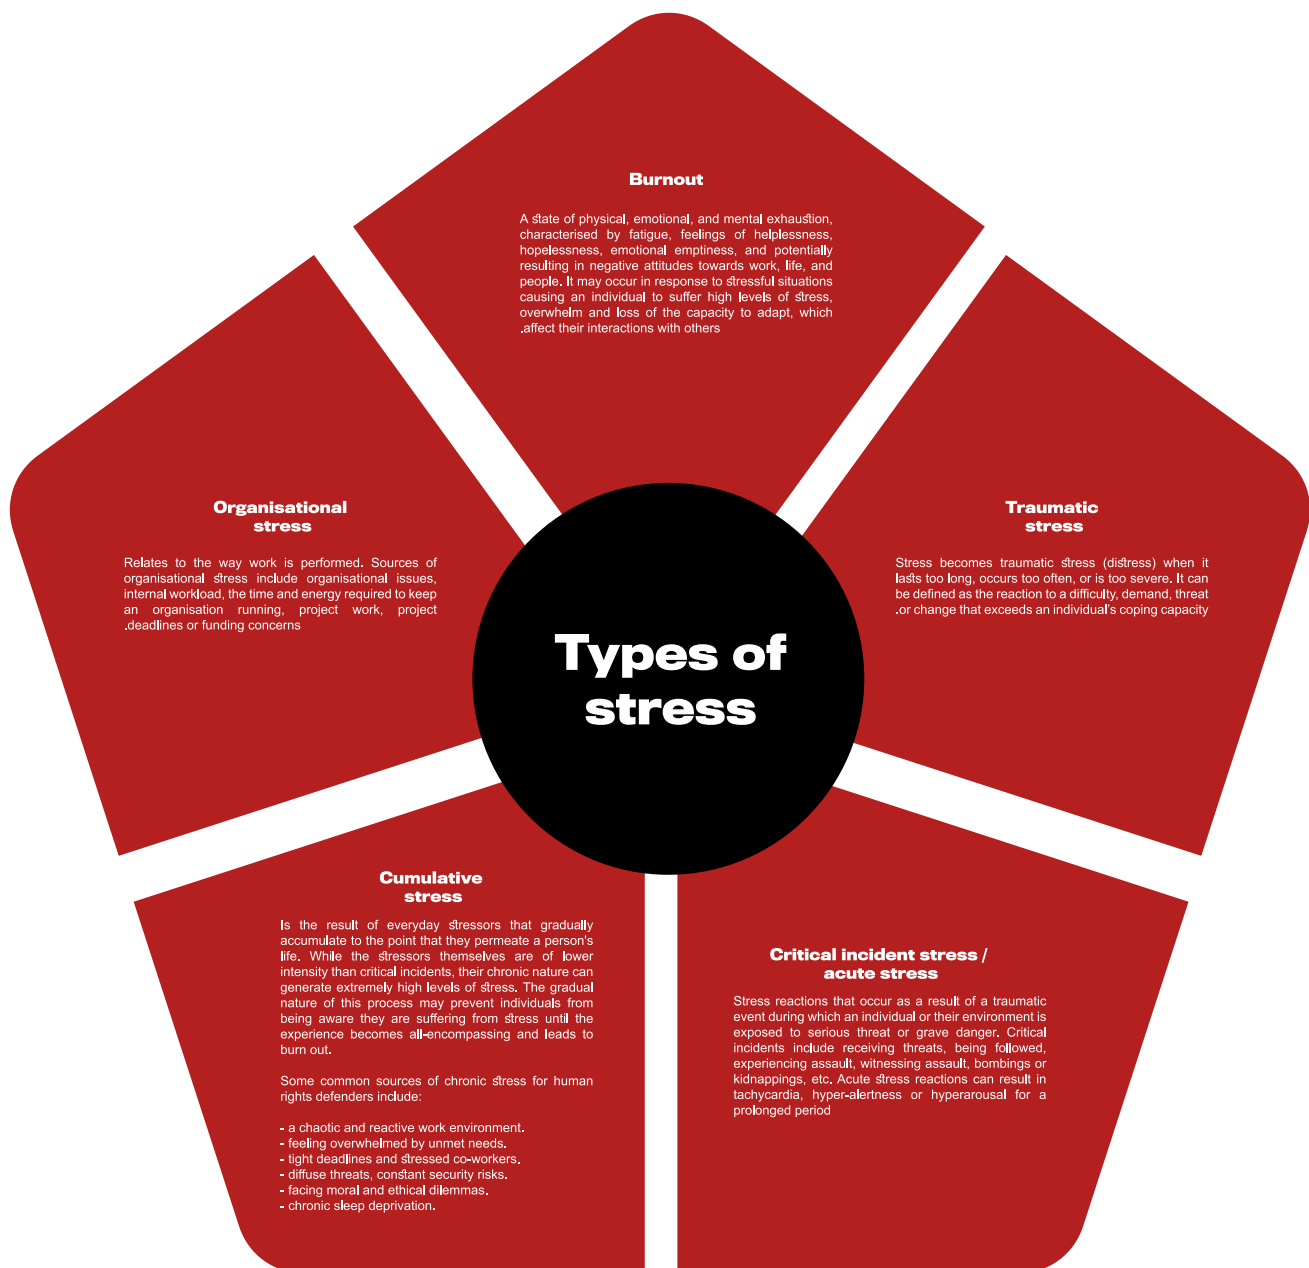 Burnout
A state of physical, emotional, and mental exhaustion,
characterised by fatigue, feelings of helplessness,
hopelessness, emotional emptiness, and potentially
resulting in negative attitudes towards work, life, and
people. It may occur in response to stressful situations
causing an individual to suffer high levels of stress,
overwhelm and loss of the capacity to adapt, which
.affect their interactions with others
Organisational
stress
Relates to the way work is performed. Sources of
organisational stress include organisational issues,
internal workload, the time and energy required to keep
an organisation running, project work, project
.deadlines or funding concerns
Traumatic
stress
Stress becomes traumatic stress (distress) when it
lasts too long, occurs too often, or is too severe. It can
be defined as the reaction to a difficulty, demand, threat
.or change that exceeds an individual's coping capacity
Types of
stress
Cumulative
stress
Is the result of everyday stressors that gradually
accumulate to the point that they permeate a person's
life. While the stressors themselves are of lower
intensity than critical incidents, their chronic nature can
generate extremely high levels of stress. The gradual
nature of this process may prevent individuals from
being aware they are suffering from stress until the
experience becomes all-encompassing and leads to
burn out.
Some common sources of chronic stress for human
rights defenders include:
- a chaotic and reactive work environment.
- feeling overwhelmed by unmet needs.
- tight deadlines and stressed co-workers.
- diffuse threats, constant security risks.
- facing moral and ethical dilemmas.
- chronic sleep deprivation.
Critical incident stress /
acute stress
Stress reactions that occur as a result of a traumatic
event during which an individual or their environment is
exposed to serious threat or grave danger. Critical
incidents include receiving threats, being followed,
experiencing assault, witnessing assault, bombings or
kidnappings, etc. Acute stress reactions can result in
tachycardia, hyper-alertness or hyperarousal for a
prolonged period